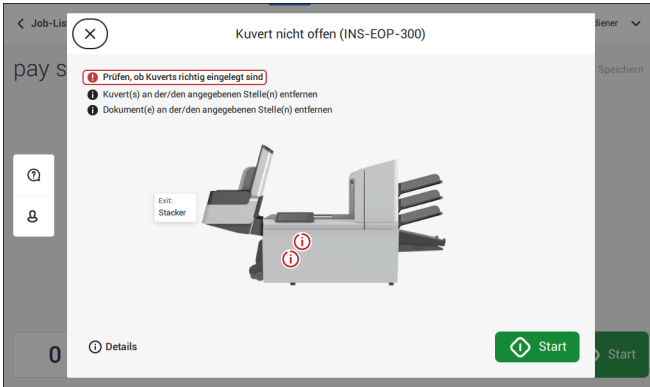 Job-Lis
Kuvert nicht offen (INS-EOP-300)
diener
pay s
Speichern
Prüfen, ob Kuverts richtig eingelegt sind
Kuvert(s) an der/den angegebenen Stelle(n) entfernen
Dokument(e) an der/den angegebenen Stelle(n) entfernen
Exit:
Stacker
0
Details
Start
Start